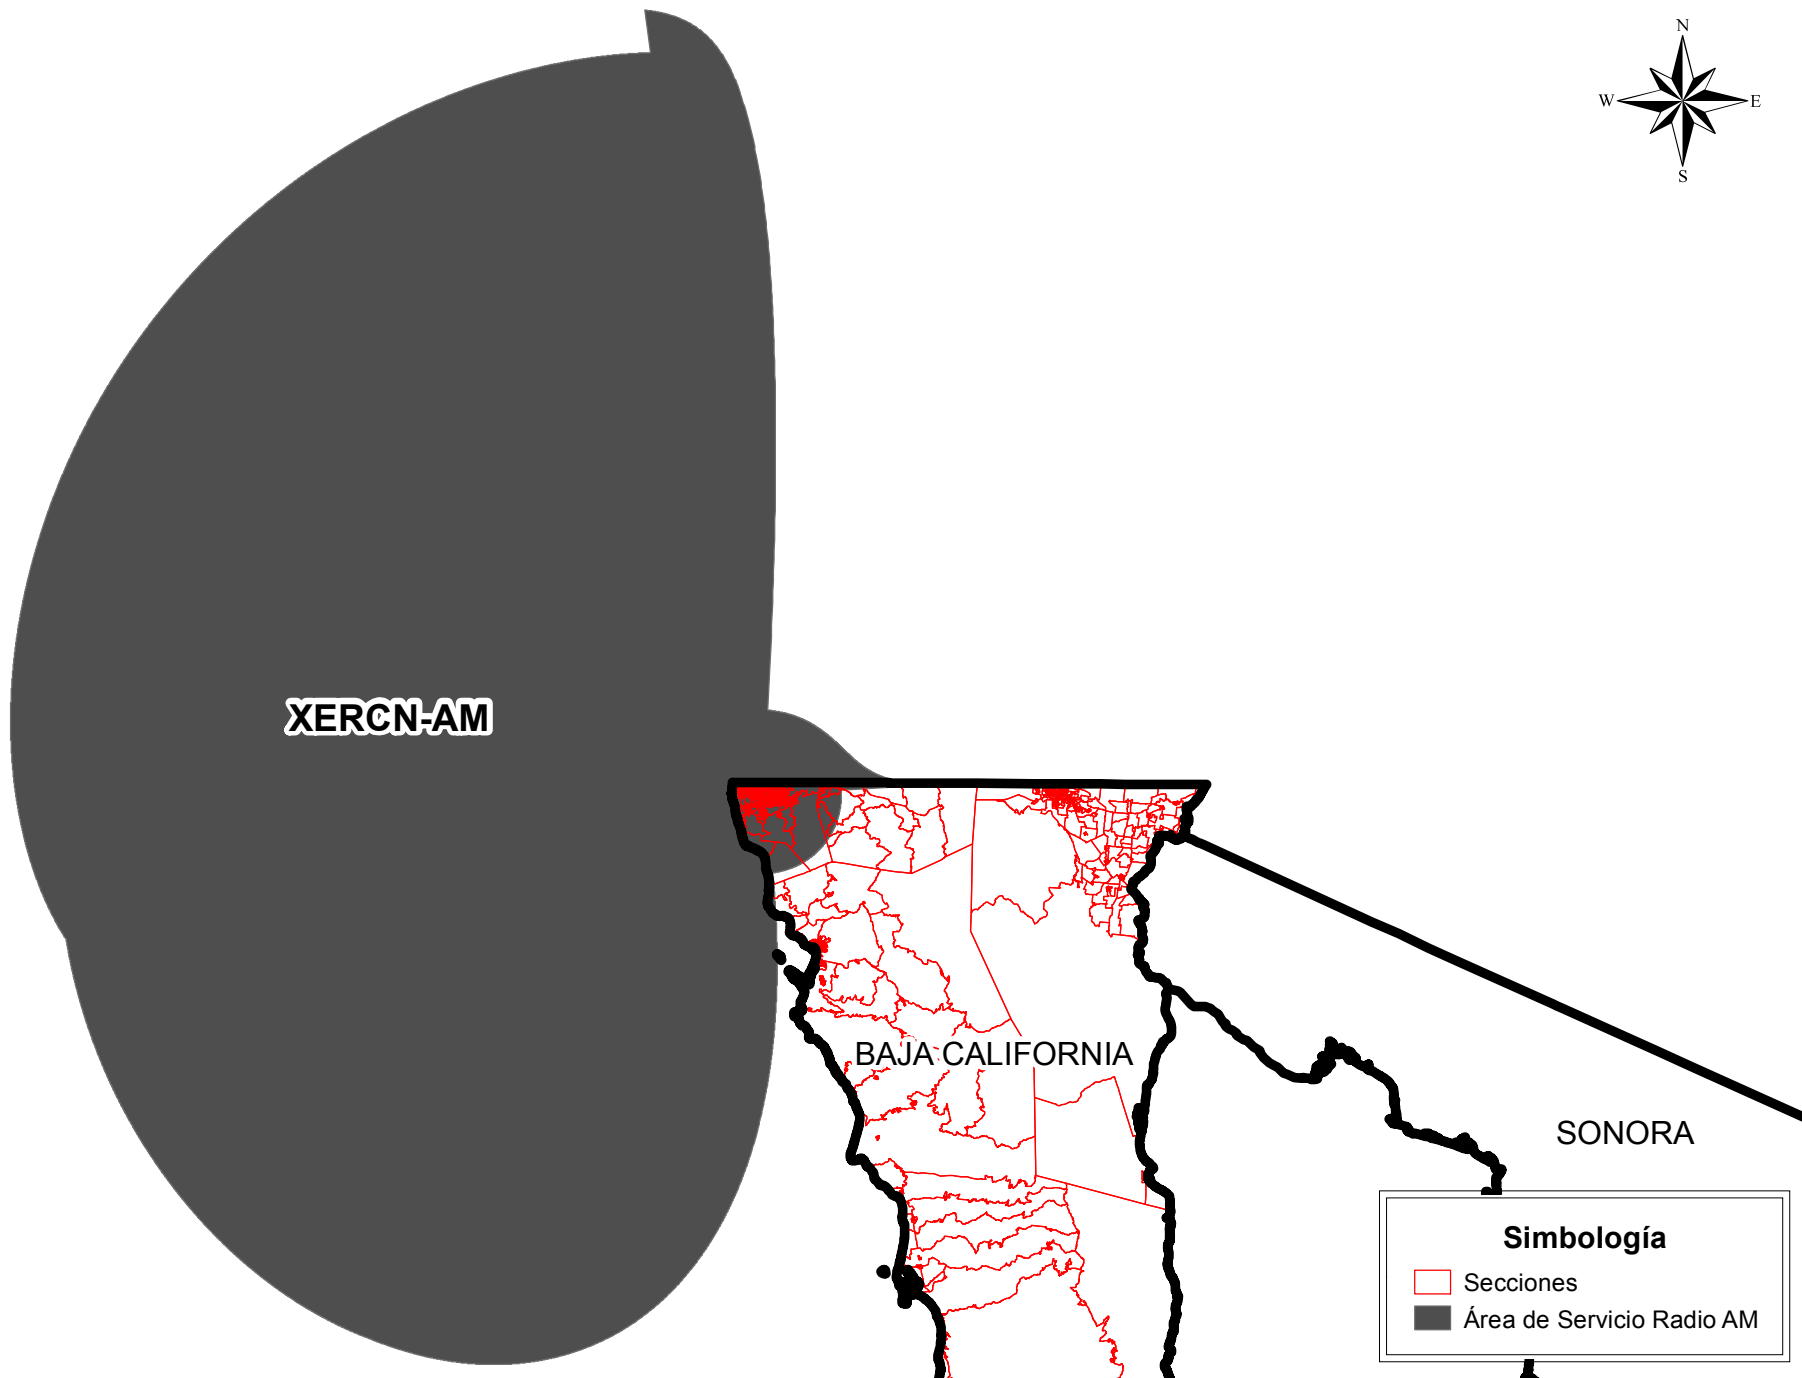 N
W E
S
XERCN-AM
BAJA CALIFORNIA
SONORA
Simbología
Secciones
Área de Servicio Radio AM